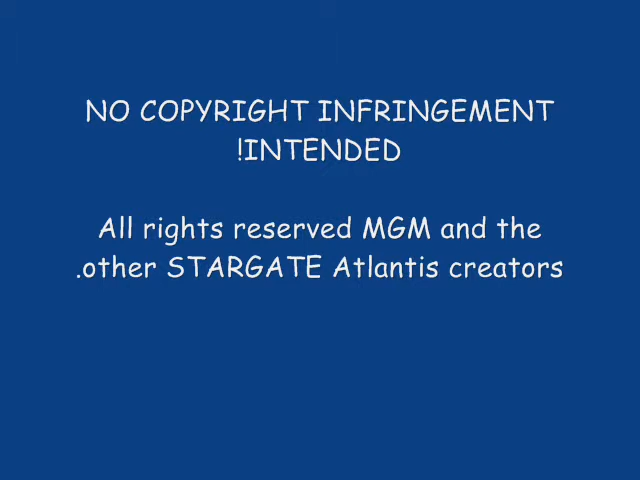 NO COPYRIGHT INFRINGEMENT
!INTENDED
All rights reserved MGM and the
.other STARGATE Atlantis creators